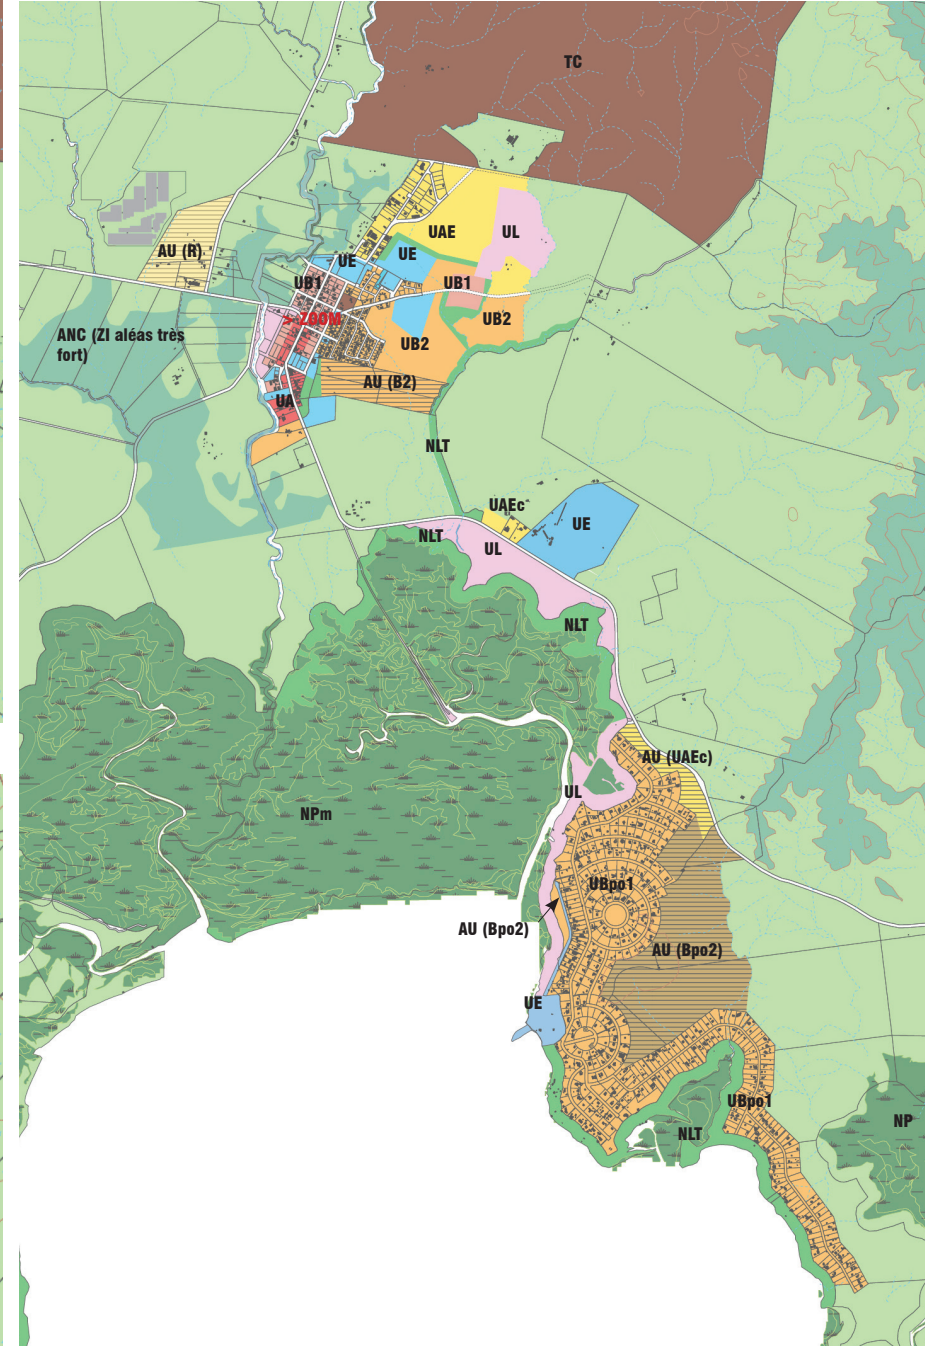 TC
UAE
UL
AU (R)
UE
UE
UB1
UB1
> ZOOM
UB2
ANC (ZI aléas très
fort)
UB2
AU (B2)
UA
NLT
UAEc
UE
NLT
UL
NLT
AU (UAEc)
UL
NPm
UBpo1
AU (Bpo2)
AU (Bpo2)
UE
UBpo1
NP
NLT